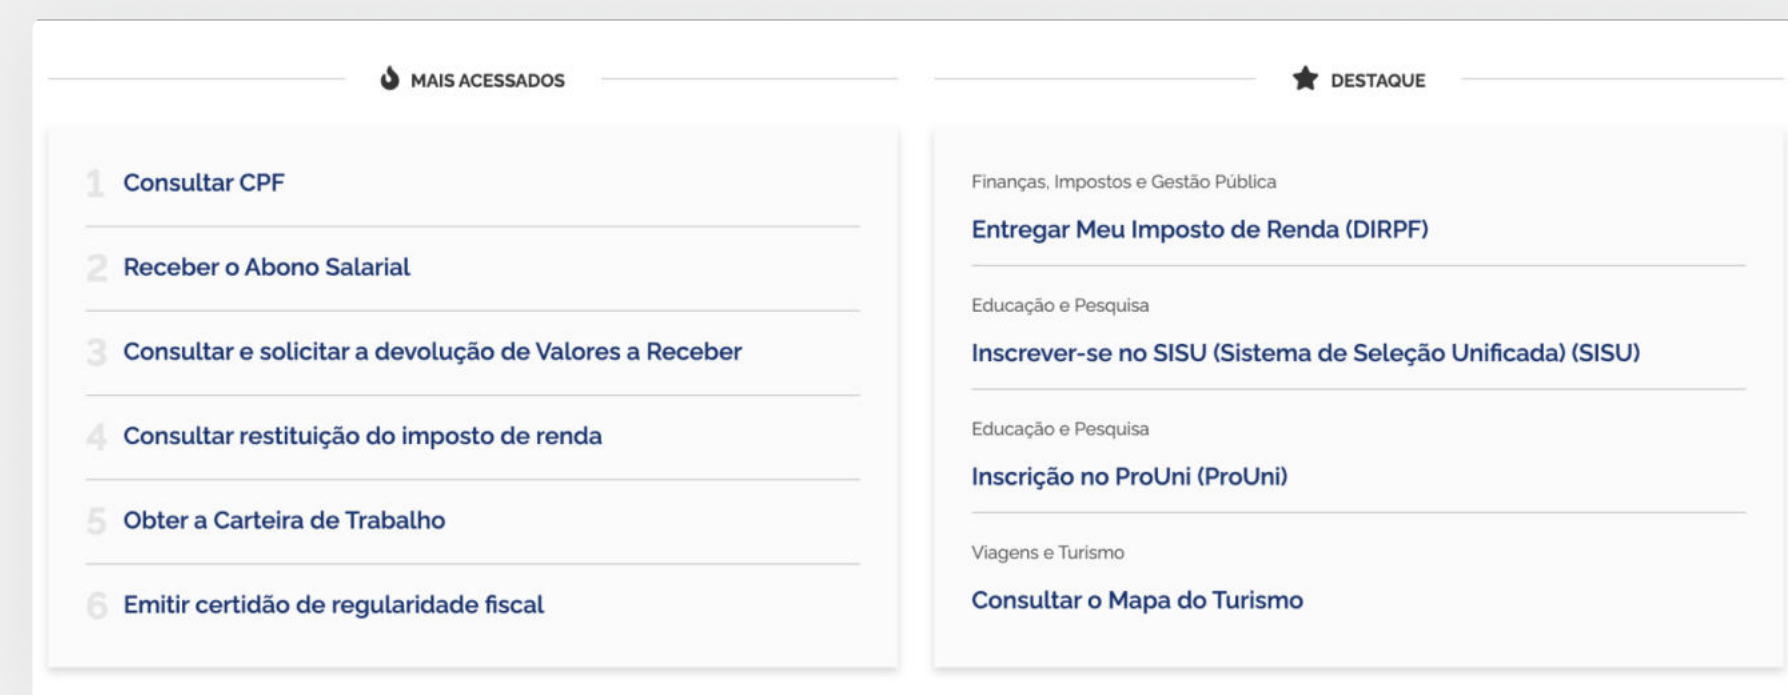 MAIS ACESSADOS
1 Consultar CPF
2 Receber o Abono Salarial
3 Consultar e solicitar a devolução de Valores a Receber
4 Consultar restituição do imposto de renda
5 Obter a Carteira de Trabalho
6 Emitir certidão de regularidade fiscal
DESTAQUE
Finanças, Impostos e Gestão Pública
Entregar Meu Imposto de Renda (DIRPF)
Educação e Pesquisa
Inscrever-se no SISU (Sistema de Seleção Unificada) (SISU)
Educação e Pesquisa
Inscrição no ProUni (ProUni)
Viagens e Turismo
Consultar o Mapa do Turismo